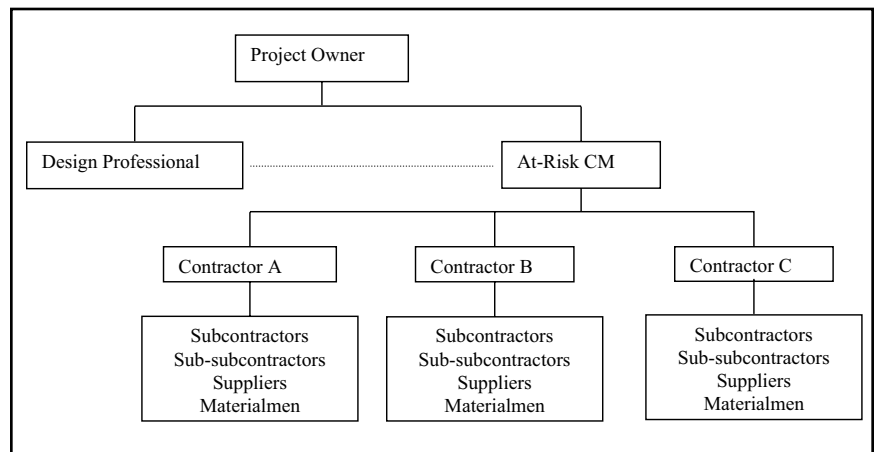 Project Owner
Design Professional
At-Risk CM
Contractor A
Contractor B
Contractor C
Subcontractors
Sub-subcontractors
Suppliers
Materialmen
Subcontractors
Sub-subcontractors
Suppliers
Materialmen
Subcontractors
Sub-subcontractors
Suppliers
Materialmen